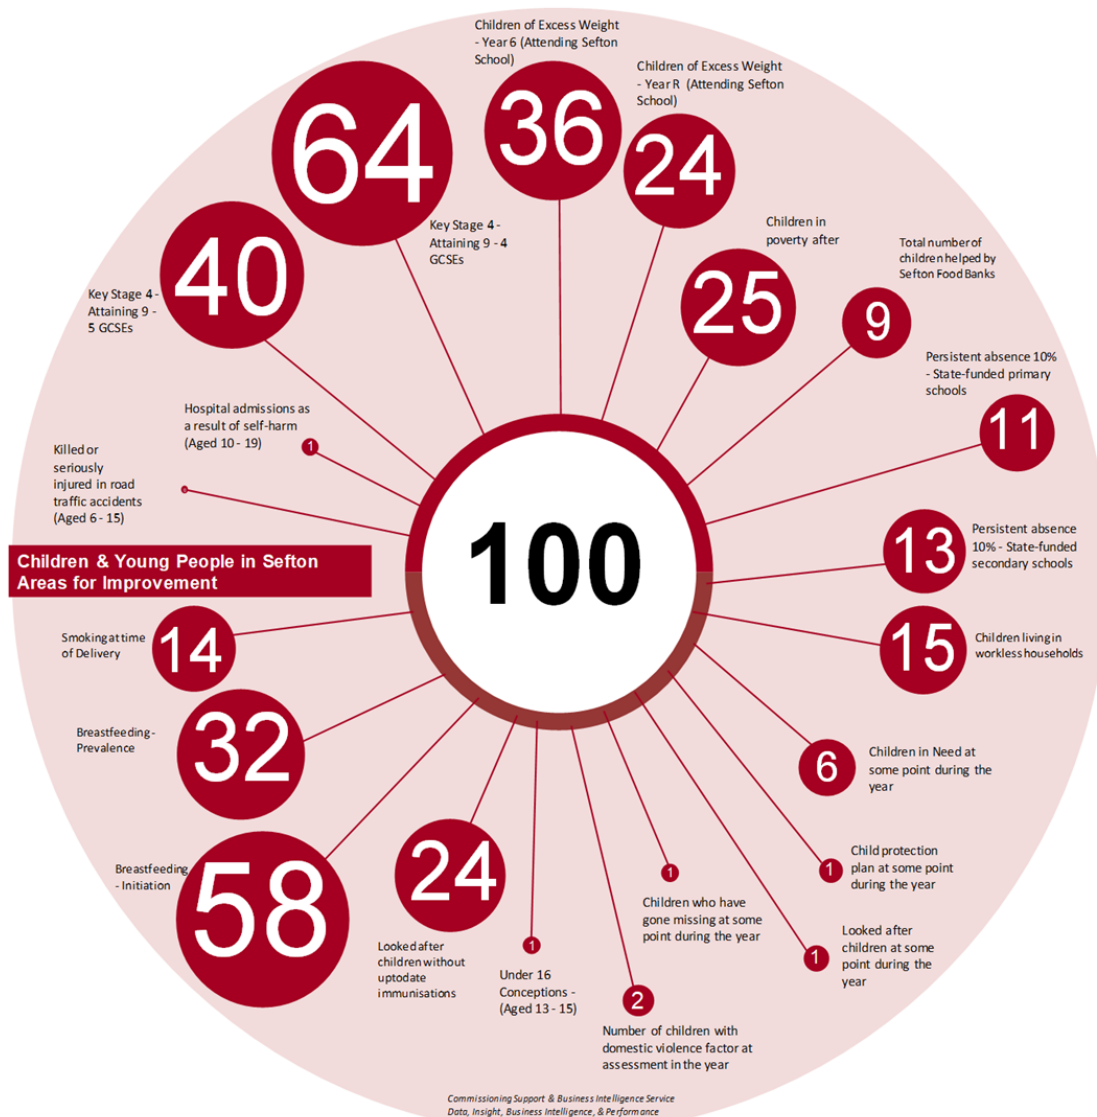 Children of Excess Weight
- Year 6 (Attending Sefton
School)
36
Children of Excess Weight
- Year R (Attending Sefton
School)
24
64
Key Stage 4 -
Attaining 9 - 4
GCSEs
40
Key Stage 4 -
Attaining 9 -
5 GCSEs
Children in
poverty after
25
Total number of
children helped by
Sefton Food Banks
9
Persistent absence 10%
- State-funded primary
schools
11
Hospital admissions as
a result of self-harm
(Aged 10 - 19)
1
Killed or
seriously
injured in road
traffic accidents
(Aged 6 - 15)
100
Children & Young People in Sefton
Areas for Improvement
13
Persistent absence
10% - State-funded
secondary schools
15
Children living in
workless households
Smoking at time
of Delivery
14
Breastfeeding -
Prevalence
32
Breastfeeding
- Initiation
58
6
Children in Need at
some point during the
year
1
Child protection
plan at some point
during the year
1
Looked after
children at some
point during the
year
1
Children who have
gone missing at some
point during the year
2
Number of children with
domestic violence factor at
assessment in the year
1
Under 16
Conceptions -
(Aged 13 - 15)
24
Looked after
children without
uptodate
immunisations
Commissioning Support & Business Intelligence Service
Data, Insight, Business Intelligence, & Performance